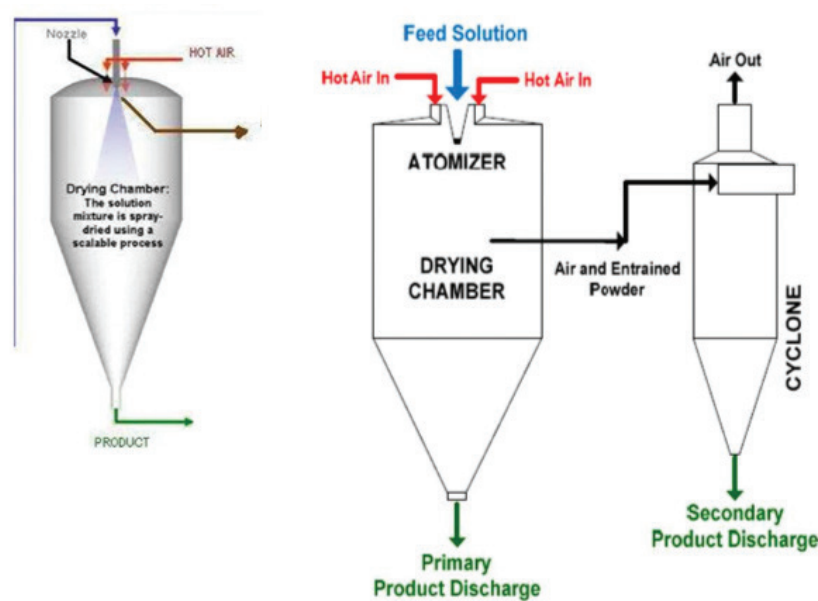 Nozzle
HOT AIR
Drying Chamber:
The solution
mixture is spray-
dried using a
scalable process
PRODUCT
Feed Solution
Hot Air In
Hot Air In
ATOMIZER
DRYING
CHAMBER
Primary
Product Discharge
Air and Entrained
Powder
Air Out
CYCLONE
Secondary
Product Discharge